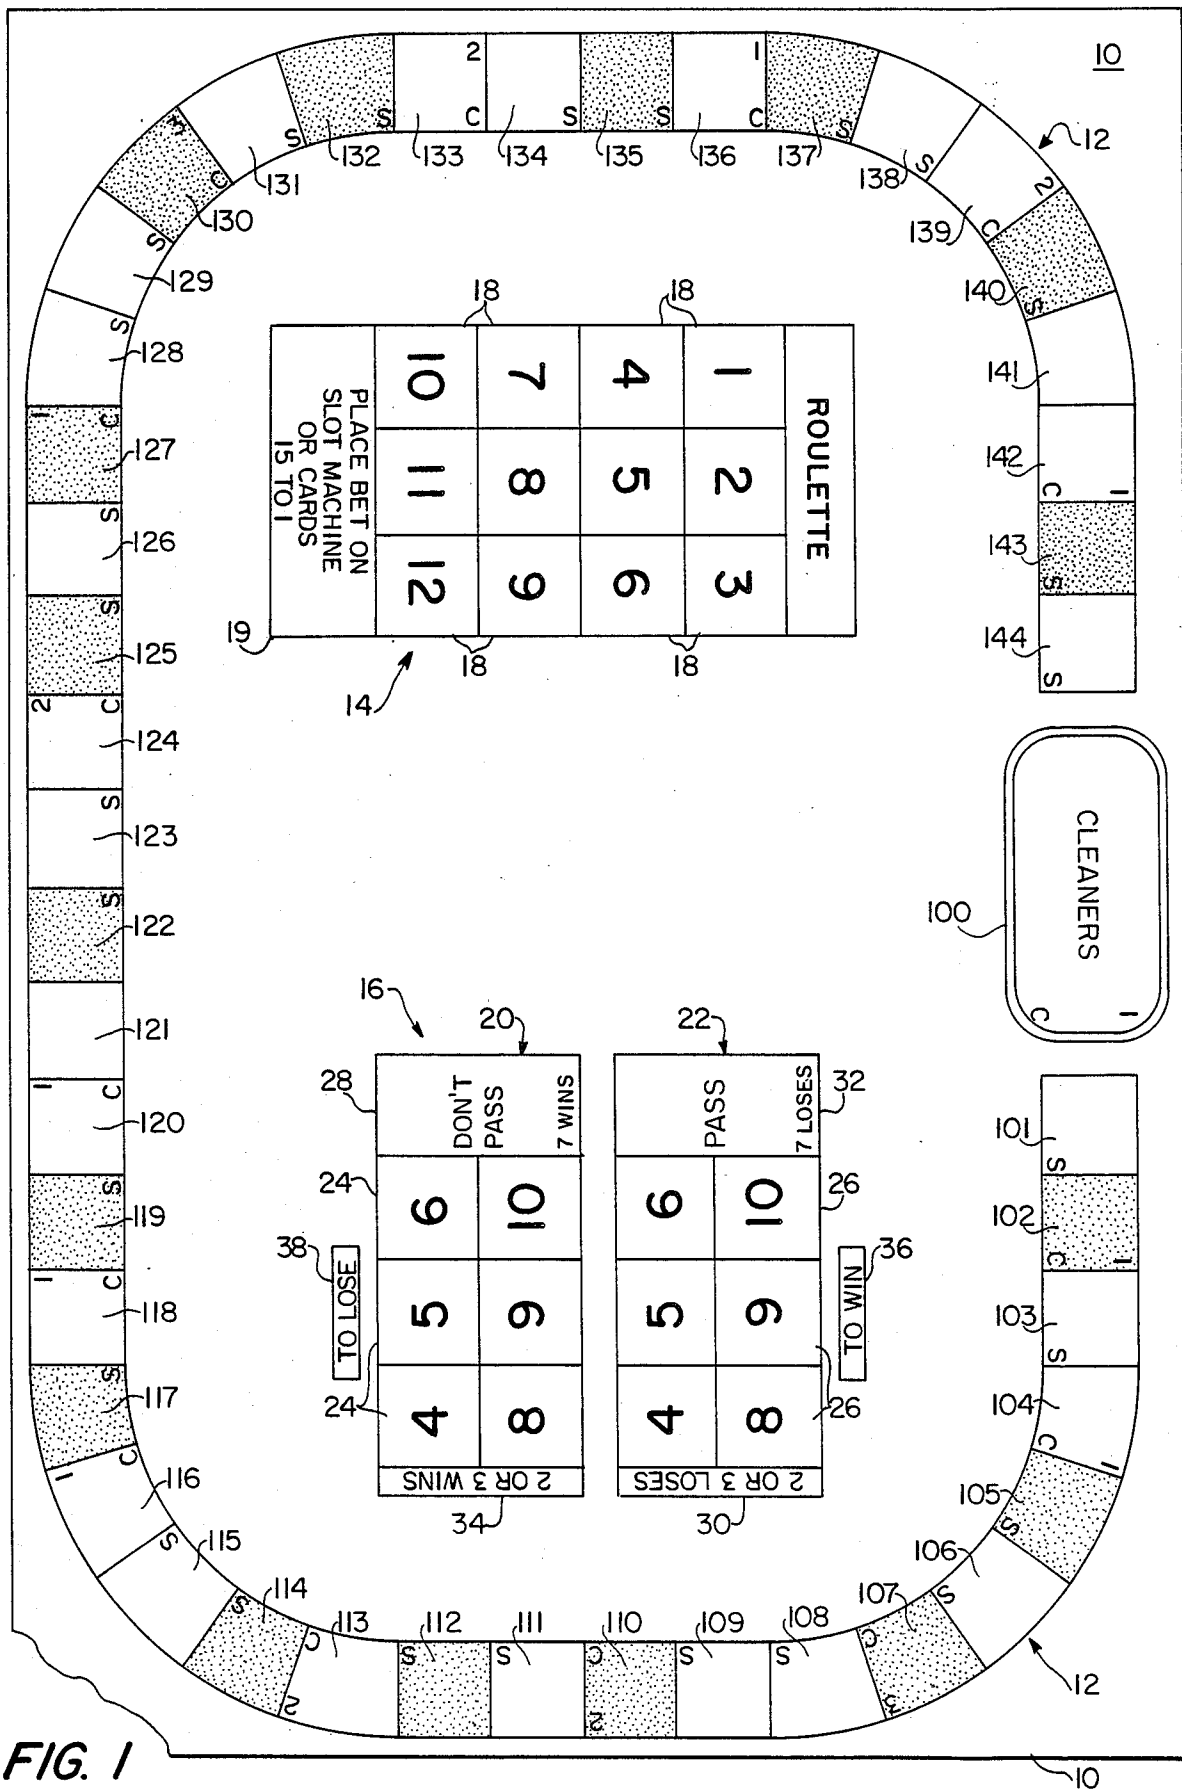 10
12
2
C
S
S
S
1
C
S
S
2
C
S
1
C
S
S
132
133
134
135
136
137
138
139
140
141
142
143
144
S
3
C
S
S
131
130
129
128
1
C
127
S
126
S
125
2
C
124
S
123
S
122
121
1
C
120
S
119
1
C
118
S
117
1
C
116
S
115
S
114
18
18
ROULETTE
1
2
3
4
5
6
7
8
9
10
11
12
PLACE BET ON
SLOT MACHINE
OR CARDS
15 TO 1
19
18
18
14
CLEANERS
C
1
100
16
20
22
28
DON'T
PASS
7 WINS
PASS
7 LOSES
32
24
6
10
6
10
26
38
TO LOSE
5
9
5
9
TO WIN
36
24
4
8
4
8
26
2 OR 3 WINS
2 OR 3 LOSES
34
30
101
S
102
C
1
103
S
104
C
1
105
S
106
S
107
C
3
108
S
109
S
110
C
2
111
S
112
S
113
C
2
12
FIG. 1
10